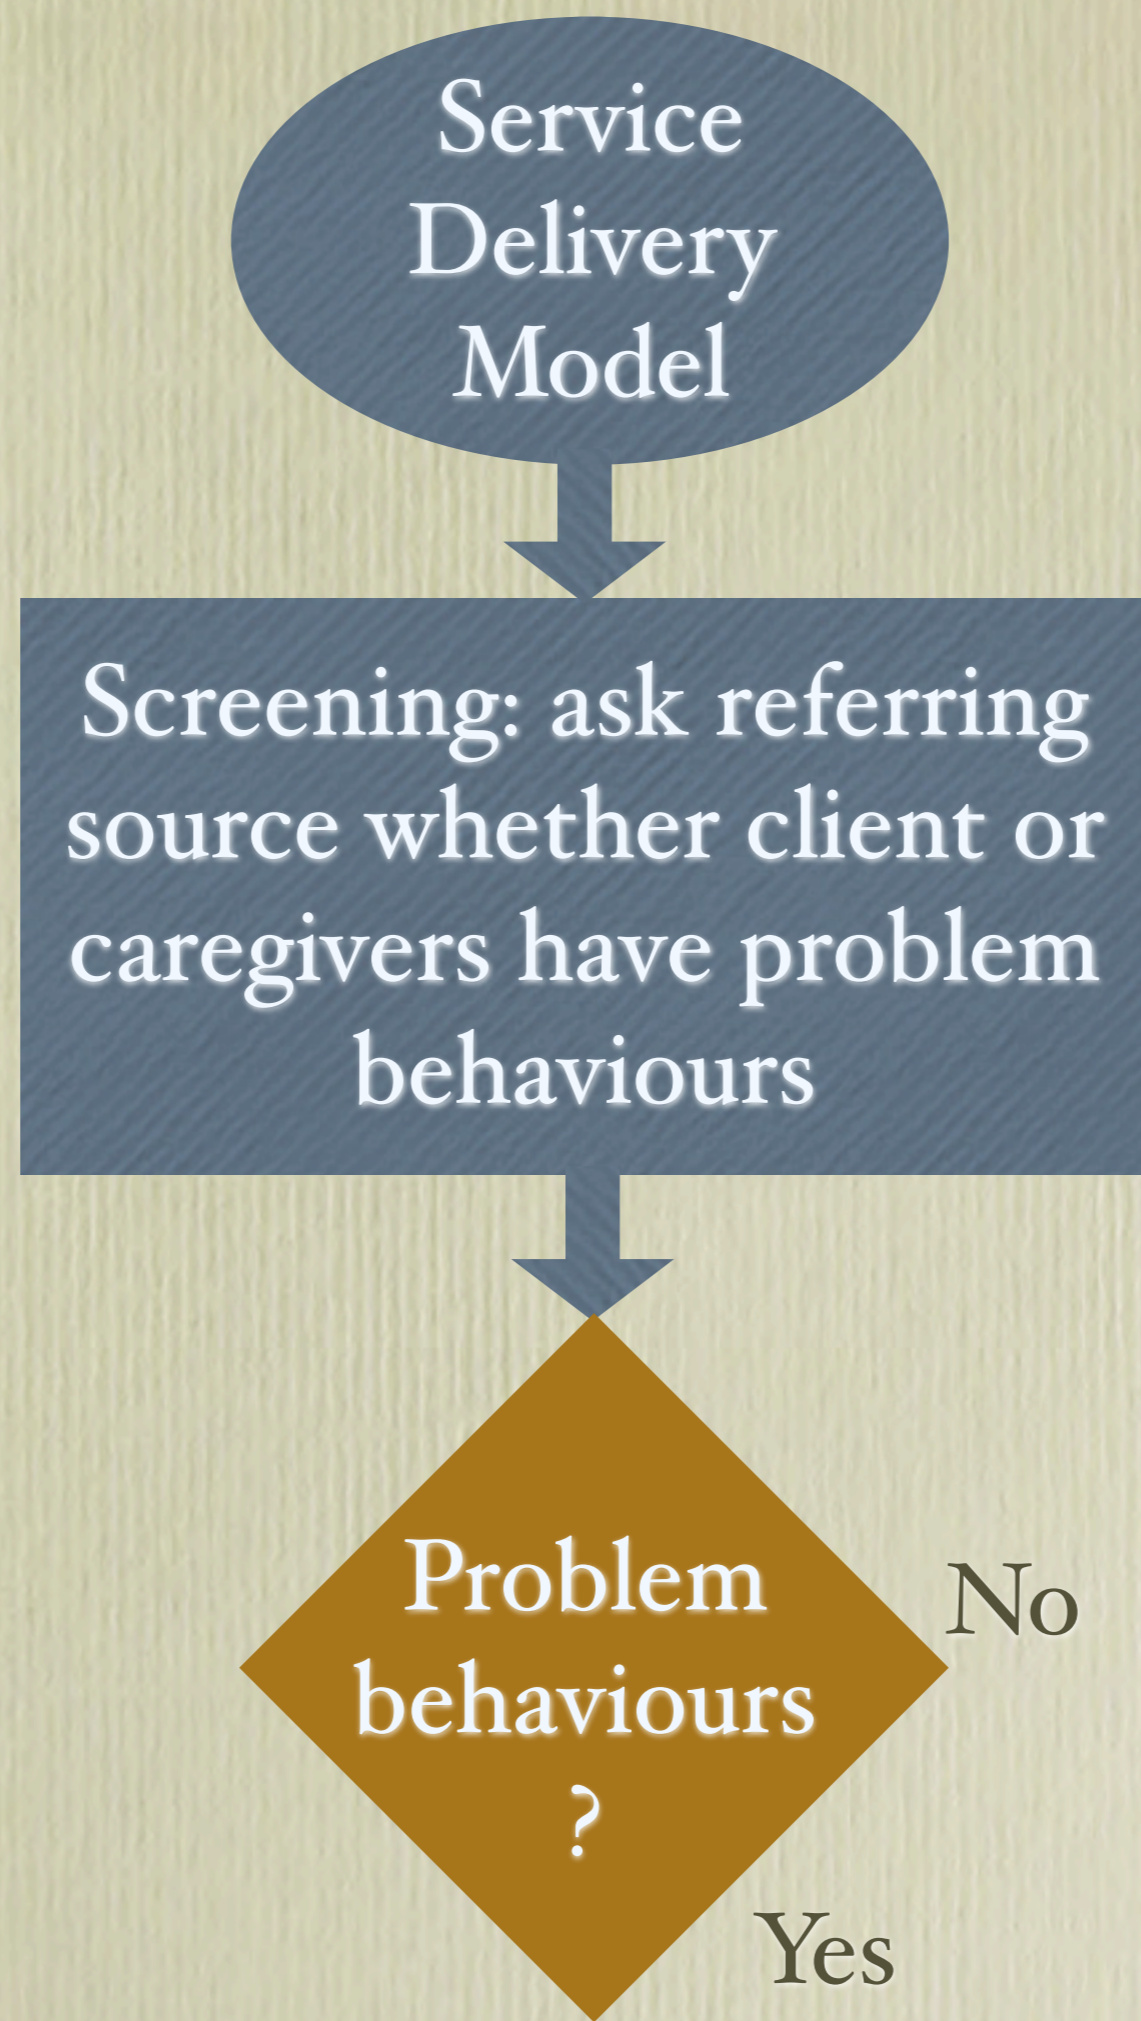 Service
Delivery
Model
Screening: ask referring
source whether client or
caregivers have problem
behaviours
Problem
behaviours
?
No
Yes